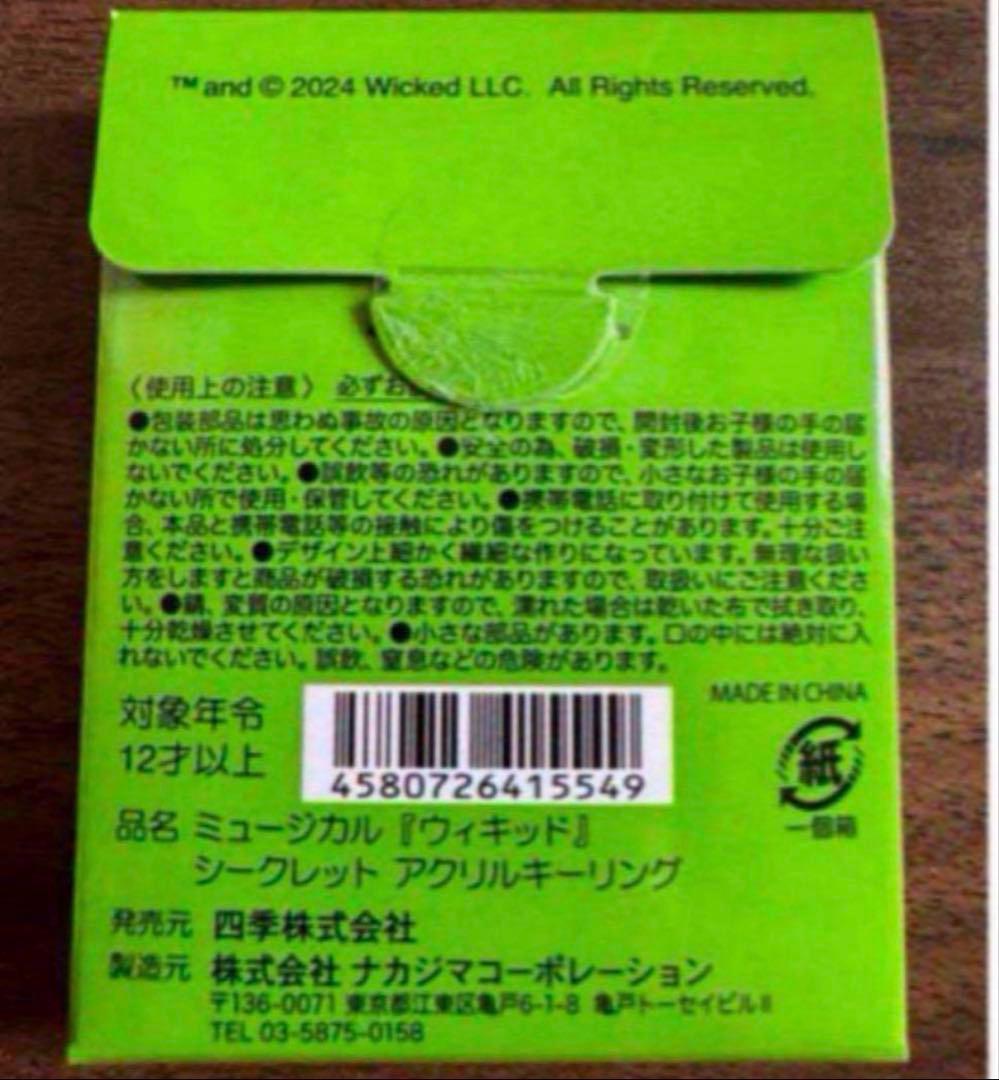 ™and © 2024 Wicked LLC. All Rights Reserved.
〈使用上の注意〉 必ずお
●包装部品は思わぬ事故の原因となりますので、開封後お子様の手の届
かない所に処分してください。●安全の為、破損・変形した製品は使用し
ないでください。●誤飲等の恐れがありますので、小さなお子様の手の届
かない所で使用・保管してください。●携帯電話に取り付けて使用する場
合、本品と携帯電話等の接触により傷をつけることがあります。十分ご注
意ください。●デザイン上細かく繊細な作りになっています。無理な扱い
方をしますと商品が破損する恐れがありますので、取扱いにご注意くださ
い。●錆、変質の原因となりますので、濡れた場合は乾いた布で拭き取り、
十分乾燥させてください。●小さな部品があります。口の中には絶対に入
れないでください。誤飲、窒息などの危険があります。
対象年令
12才以上
4580726415549
MADE IN CHINA
紙
個箱
品名 ミュージカル『ウィキッド』
シークレット アクリルキーリング
発売元 四季株式会社
製造元 株式会社 ナカジマコーポレーション
〒136-0071 東京都江東区亀戸6-1-8 亀戸トーセイビルⅡ
TEL 03-5875-0158